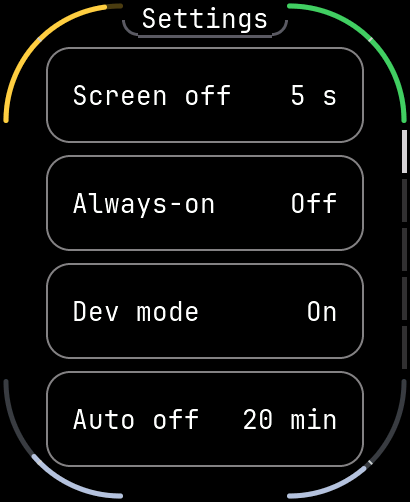 Settings
Screen off 5 s
Always-on Off
Dev mode On
Auto off 20 min